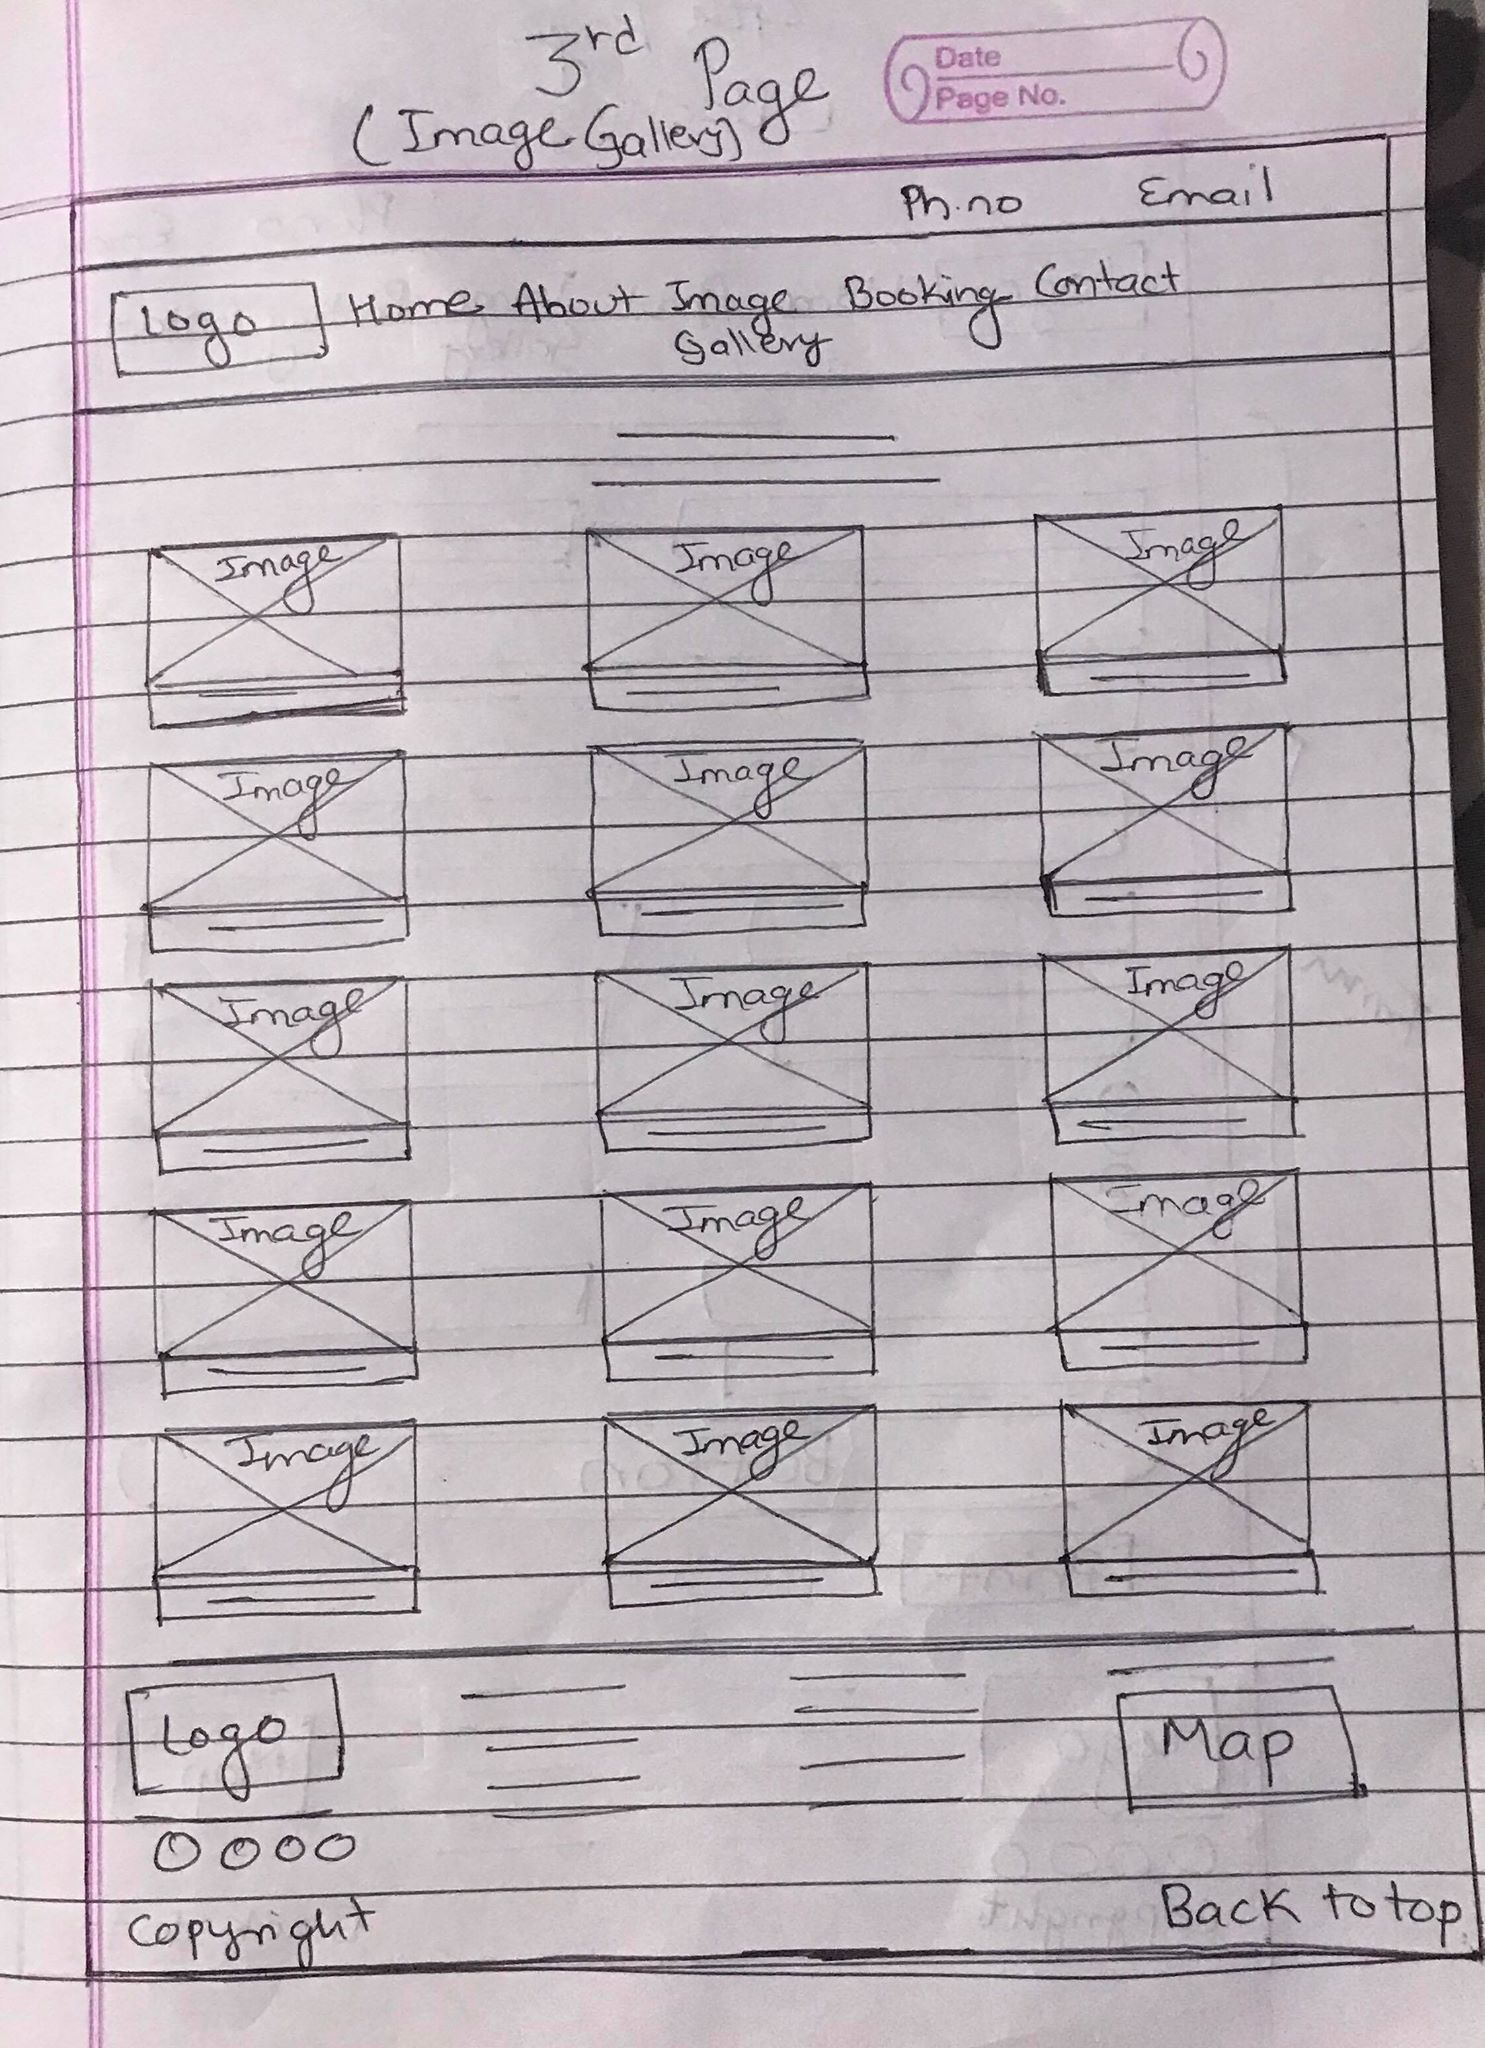 3rd Page
Date
Page No.
(Image Gallery)
Ph.no Email
Logo Home About Image Booking Contact
Gallery
Image Image Image
Image Image Image
Image Image Image
Image Image Image
Image Image Image
Logo Map
Copyright Back to top